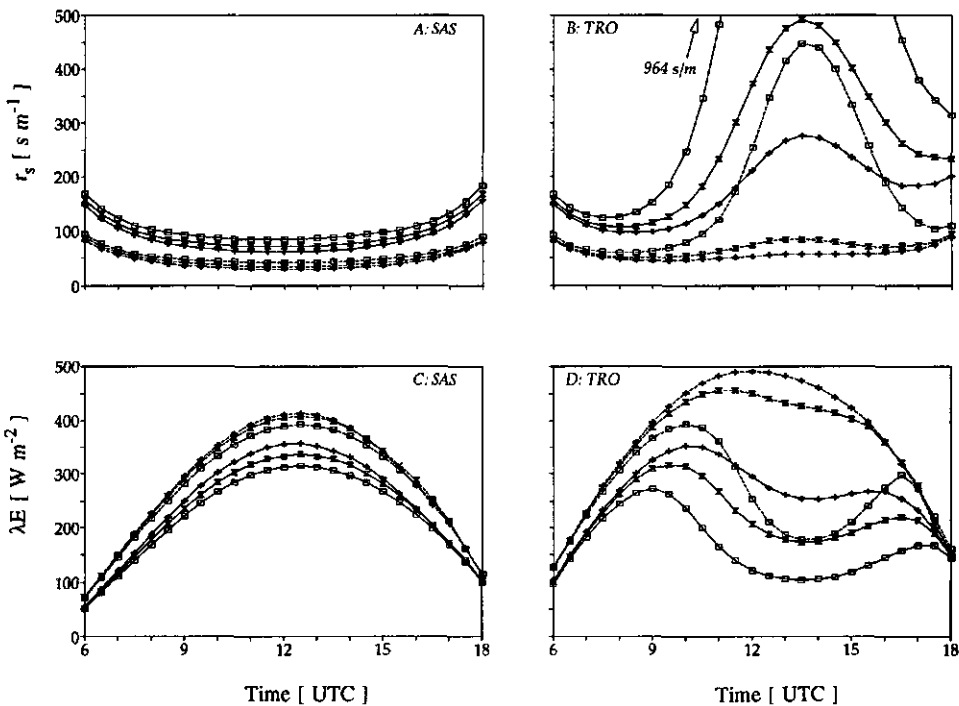 A: SAS
B: TRO
964 s/m
500
400
300
200
100
0
r_s [ s m⁻¹ ]
C: SAS
D: TRO
500
400
300
200
100
0
λE [ W m⁻² ]
6 9 12 15 18
6 9 12 15 18
Time [ UTC ]
Time [ UTC ]